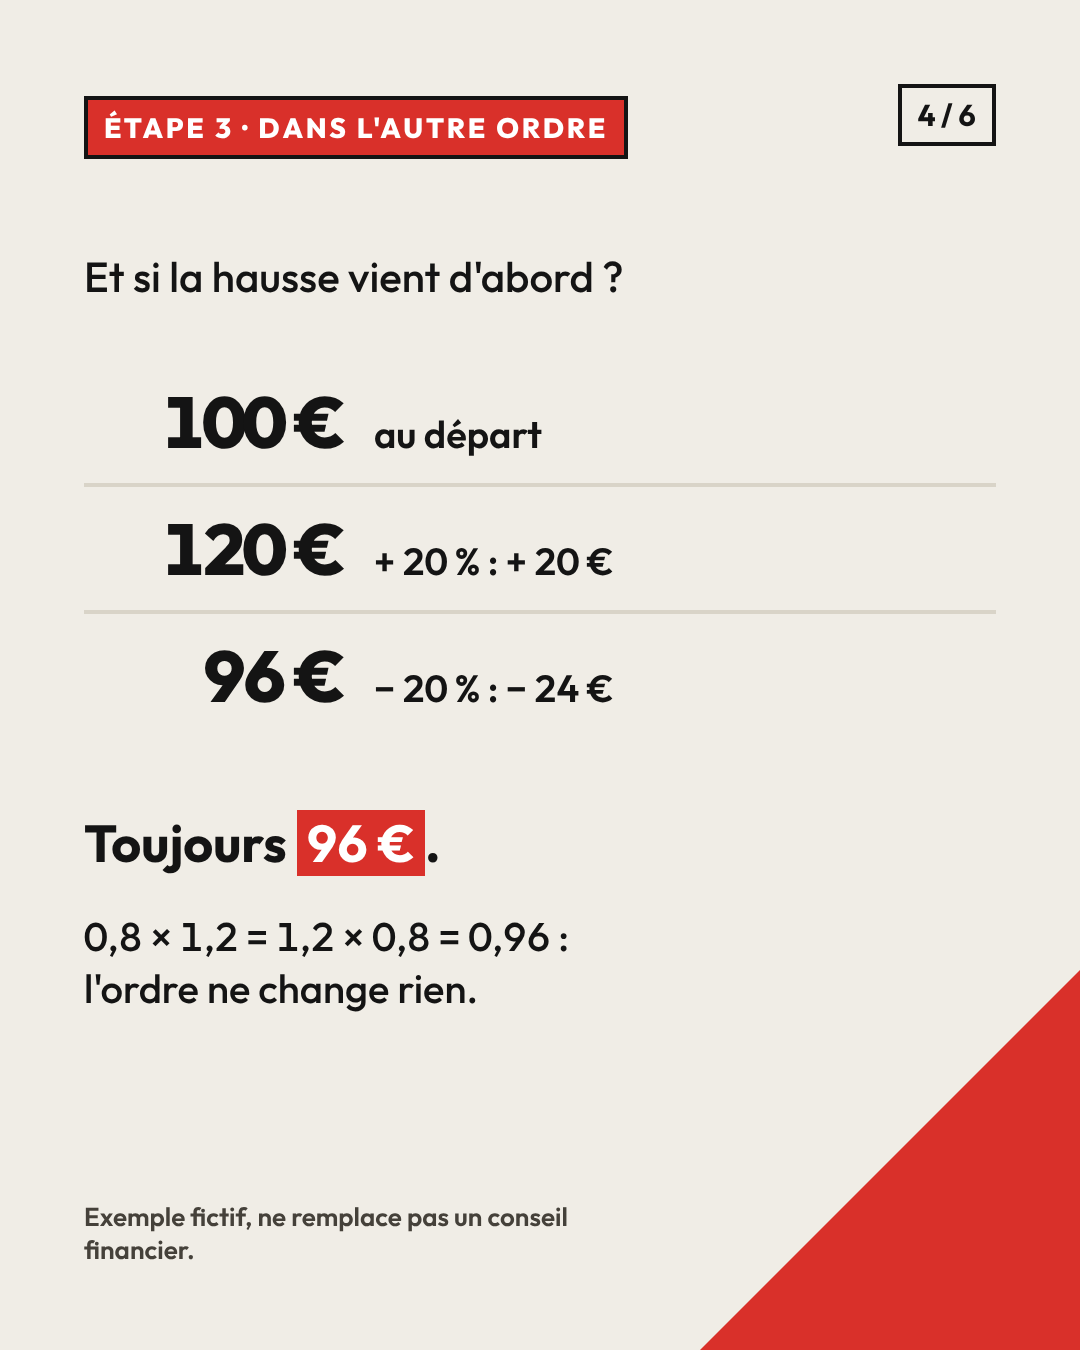 ÉTAPE 3 · DANS L'AUTRE ORDRE
4 / 6
Et si la hausse vient d'abord ?
100 € au départ
120 € + 20 % : + 20 €
96 € − 20 % : − 24 €
Toujours 96 €.
0,8 × 1,2 = 1,2 × 0,8 = 0,96 :
l'ordre ne change rien.
Exemple fictif, ne remplace pas un conseil
financier.